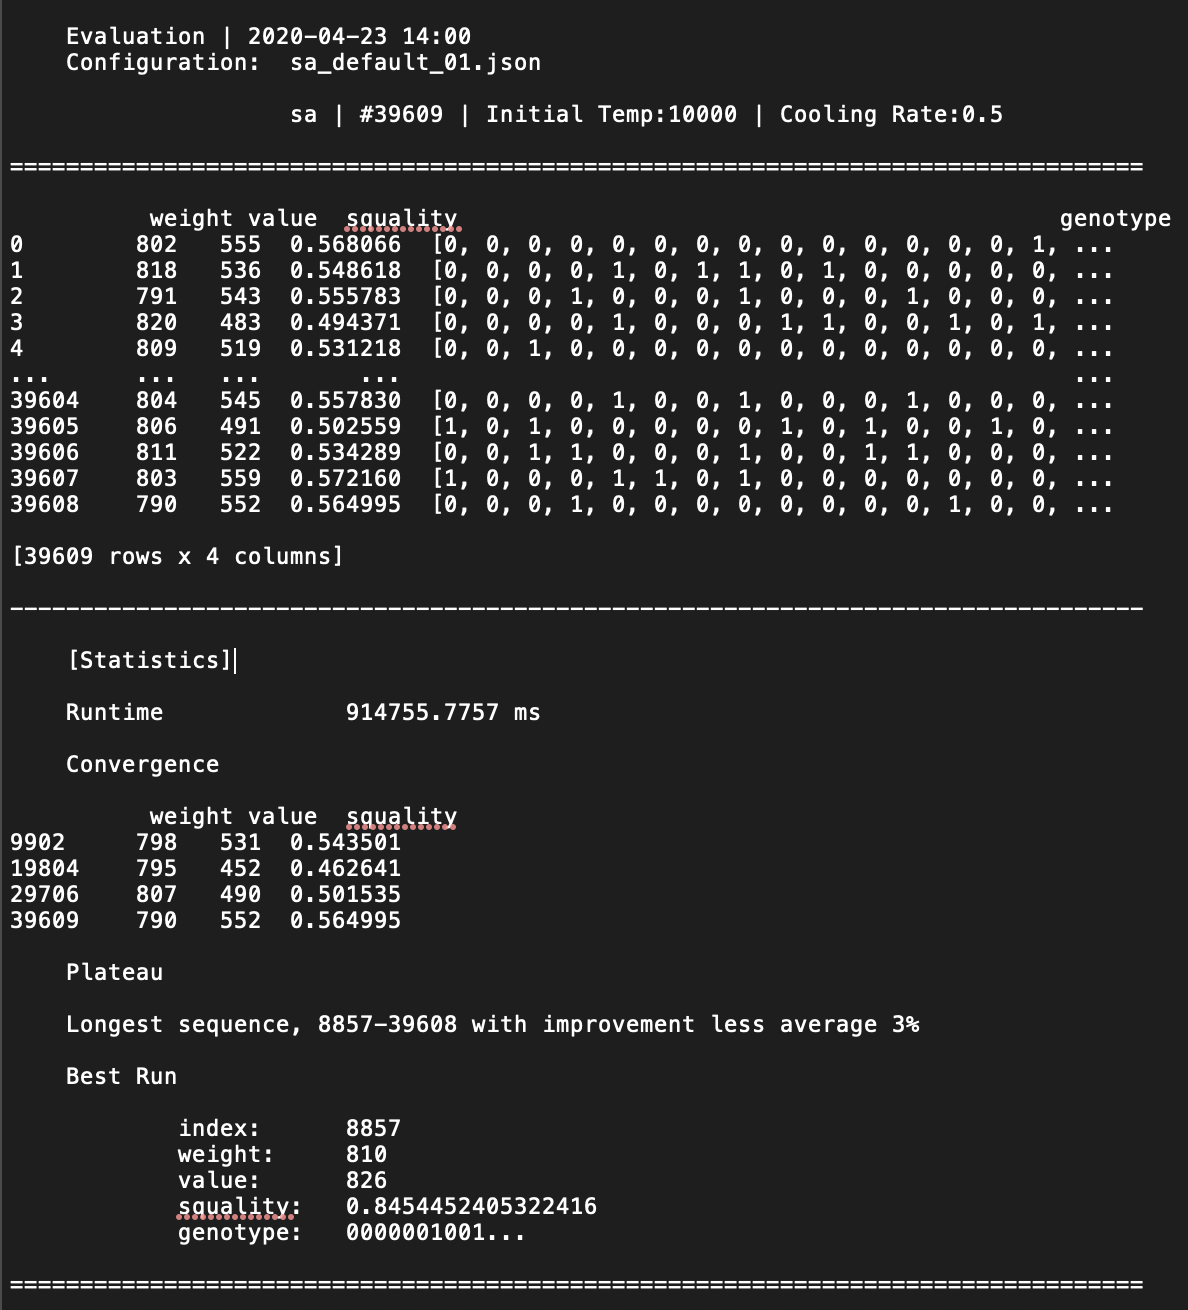 Evaluation | 2020-04-23 14:00
Configuration: sa_default_01.json
sa | #39609 | Initial Temp:10000 | Cooling Rate:0.5
=================================================================================
weight value squality genotype
0 802 555 0.568066 [0, 0, 0, 0, 0, 0, 0, 0, 0, 0, 0, 0, 0, 0, 1, ...
1 818 536 0.548618 [0, 0, 0, 0, 1, 0, 1, 1, 0, 1, 0, 0, 0, 0, 0, ...
2 791 543 0.555783 [0, 0, 0, 1, 0, 0, 0, 1, 0, 0, 0, 1, 0, 0, 0, ...
3 820 483 0.494371 [0, 0, 0, 0, 1, 0, 0, 0, 1, 1, 0, 0, 1, 0, 1, ...
4 809 519 0.531218 [0, 0, 1, 0, 0, 0, 0, 0, 0, 0, 0, 0, 0, 0, 0, ...
... ... ... ... ...
39604 804 545 0.557830 [0, 0, 0, 0, 1, 0, 0, 1, 0, 0, 0, 1, 0, 0, 0, ...
39605 806 491 0.502559 [1, 0, 1, 0, 0, 0, 0, 0, 1, 0, 1, 0, 0, 1, 0, ...
39606 811 522 0.534289 [0, 0, 1, 1, 0, 0, 0, 1, 0, 0, 1, 1, 0, 0, 0, ...
39607 803 559 0.572160 [1, 0, 0, 0, 1, 1, 0, 1, 0, 0, 0, 0, 0, 0, 0, ...
39608 790 552 0.564995 [0, 0, 0, 1, 0, 0, 0, 0, 0, 0, 0, 0, 1, 0, 0, ...
[39609 rows x 4 columns]
---------------------------------------------------------------------------------
[Statistics]
Runtime 914755.7757 ms
Convergence
weight value squality
9902 798 531 0.543501
19804 795 452 0.462641
29706 807 490 0.501535
39609 790 552 0.564995
Plateau
Longest sequence, 8857-39608 with improvement less average 3%
Best Run
index: 8857
weight: 810
value: 826
squality: 0.8454452405322416
genotype: 0000001001...
=================================================================================